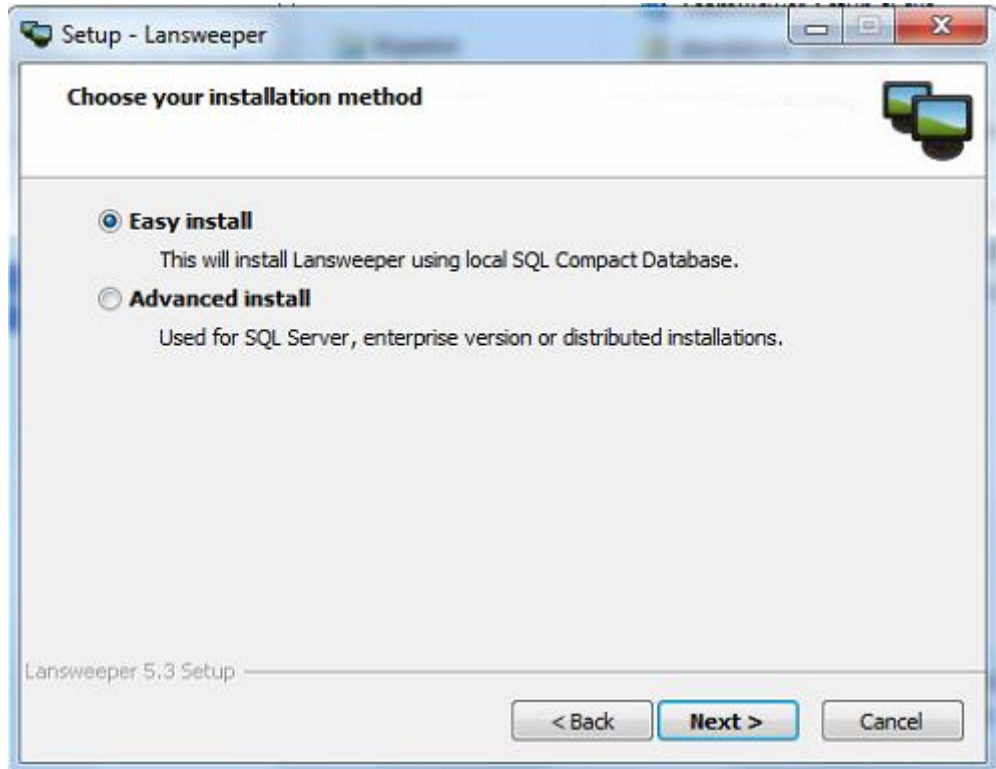 Setup - Lansweeper
Choose your installation method
Easy install
This will install Lansweeper using local SQL Compact Database.
Advanced install
Used for SQL Server, enterprise version or distributed installations.
Lansweeper 5.3 Setup
< Back Next > Cancel